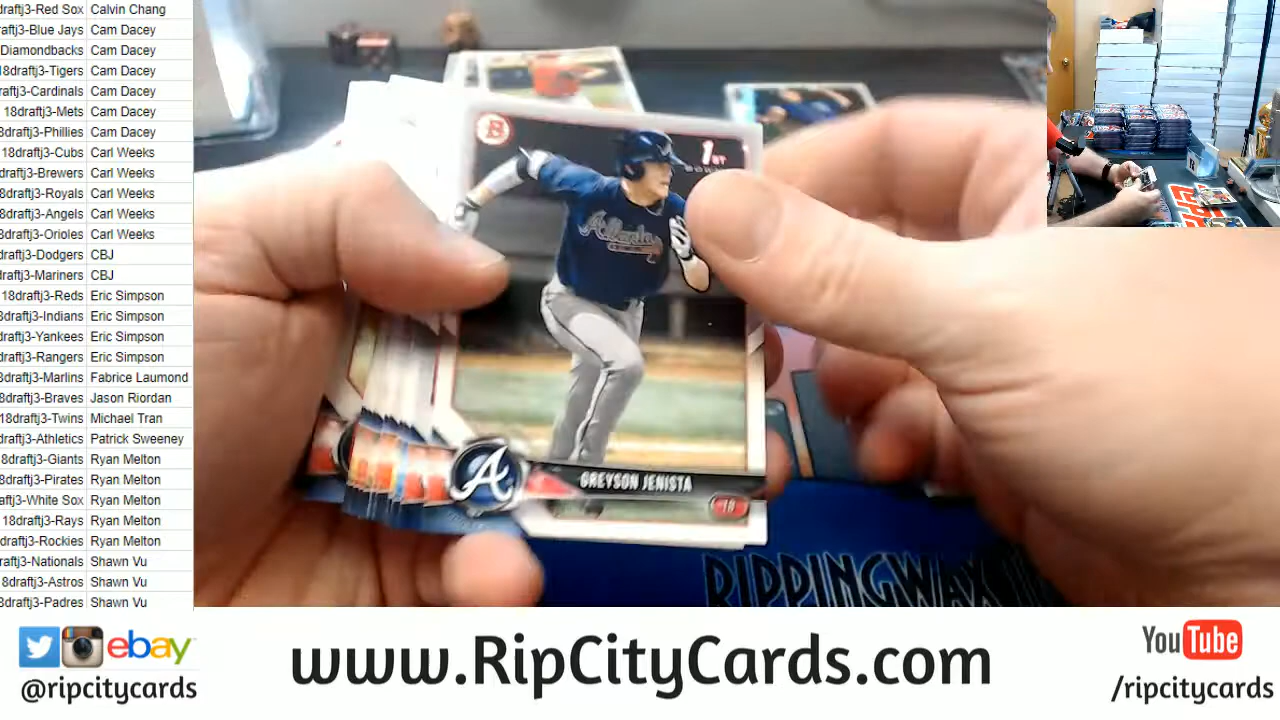 draftj3-Red Sox Calvin Chang
raftj3-Blue Jays Cam Dacey
Diamondbacks Cam Dacey
18draftj3-Tigers Cam Dacey
raftj3-Cardinals Cam Dacey
18draftj3-Mets Cam Dacey
8draftj3-Phillies Cam Dacey
18draftj3-Cubs Carl Weeks
draftj3-Brewers Carl Weeks
8draftj3-Royals Carl Weeks
8draftj3-Angels Carl Weeks
8draftj3-Orioles Carl Weeks
draftj3-Dodgers CBJ
draftj3-Mariners CBJ
18draftj3-Reds Eric Simpson
8draftj3-Indians Eric Simpson
draftj3-Yankees Eric Simpson
draftj3-Rangers Eric Simpson
8draftj3-Marlins Fabrice Laumond
8draftj3-Braves Jason Riordan
18draftj3-Twins Michael Tran
draftj3-Athletics Patrick Sweeney
8draftj3-Giants Ryan Melton
8draftj3-Pirates Ryan Melton
aftj3-White Sox Ryan Melton
18draftj3-Rays Ryan Melton
draftj3-Rockies Ryan Melton
raftj3-Nationals Shawn Vu
8draftj3-Astros Shawn Vu
8draftj3-Padres Shawn Vu
B
1ST
Atlanta
A
GREYSON JENISTA
RIPPINGWAX
ebay
@ripcitycards
www.RipCityCards.com
YouTube
/ripcitycards